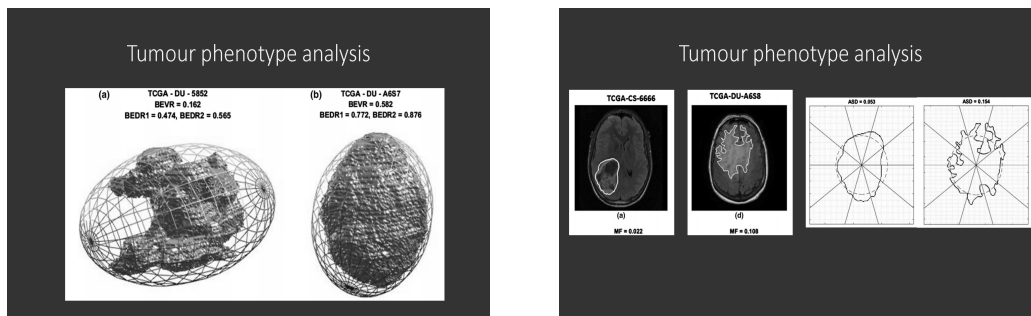 Tumour phenotype analysis
(a)
TCGA - DU - 5852
BEVR = 0.162
BEDR1 = 0.474, BEDR2 = 0.565
(b)
TCGA - DU - A6S7
BEVR = 0.582
BEDR1 = 0.772, BEDR2 = 0.876
Tumour phenotype analysis
TCGA-CS-6666
(a)
MF = 0.022
TCGA-DU-A6S8
(d)
MF = 0.108
ASD = 0.053
ASD = 0.154